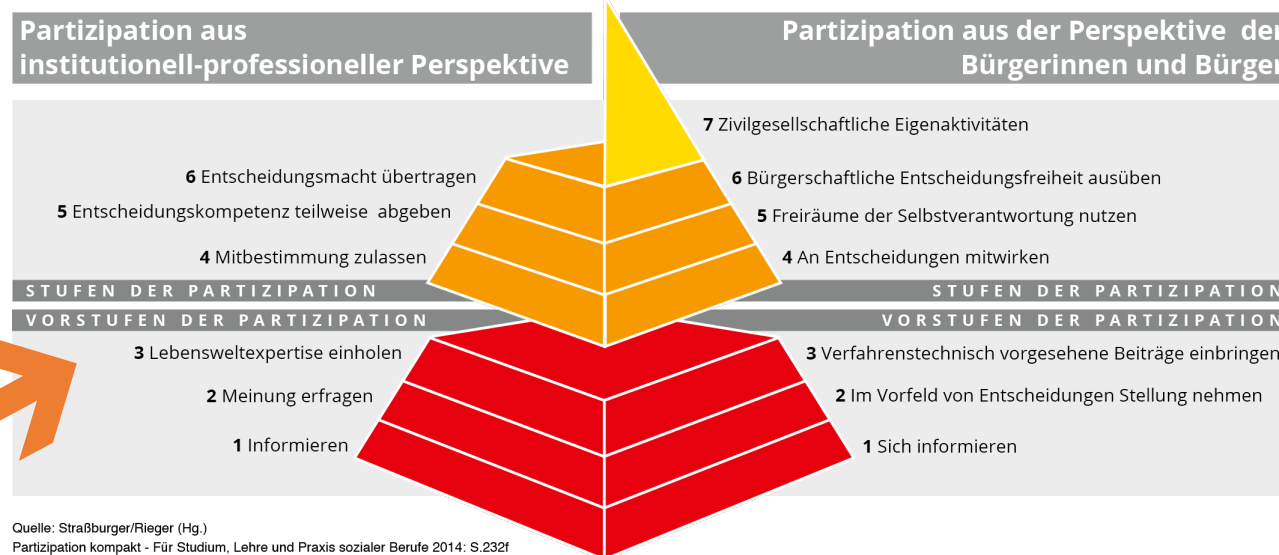 Partizipation aus
institutionell-professioneller Perspektive
Partizipation aus der Perspektive der
Bürgerinnen und Bürger
6 Entscheidungsmacht übertragen
5 Entscheidungskompetenz teilweise abgeben
4 Mitbestimmung zulassen
7 Zivilgesellschaftliche Eigenaktivitäten
6 Bürgerschaftliche Entscheidungsfreiheit ausüben
5 Freiräume der Selbstverantwortung nutzen
4 An Entscheidungen mitwirken
STUFEN DER PARTIZIPATION
STUFEN DER PARTIZIPATION
VORSTUFEN DER PARTIZIPATION
VORSTUFEN DER PARTIZIPATION
3 Lebensweltexpertise einholen
2 Meinung erfragen
1 Informieren
3 Verfahrenstechnisch vorgesehene Beiträge einbringen
2 Im Vorfeld von Entscheidungen Stellung nehmen
1 Sich informieren
Quelle: Straßburger/Rieger (Hg.)
Partizipation kompakt - Für Studium, Lehre und Praxis sozialer Berufe 2014: S.232f